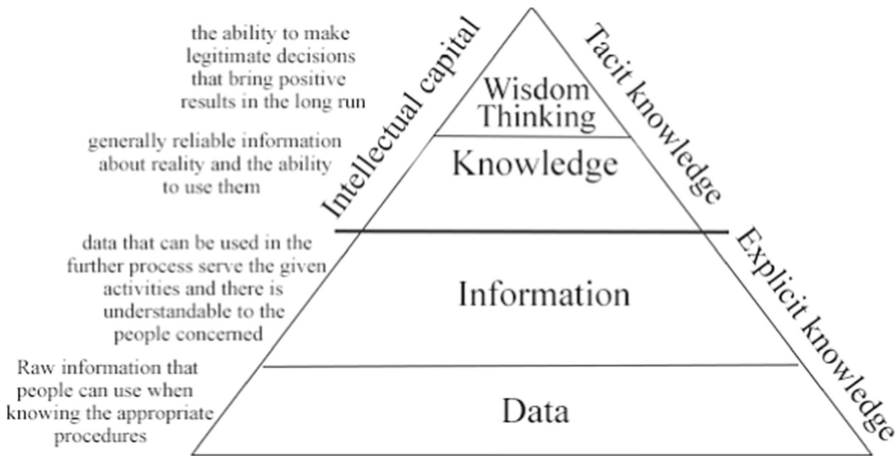 the ability to make
legitimate decisions
that bring positive
results in the long run
Intellectual capital
Wisdom
Thinking
Tacit knowledge
generally reliable information
about reality and the ability
to use them
Knowledge
data that can be used in the
further process serve the given
activities and there is
understandable to the
people concerned
Information
Explicit knowledge
Raw information that
people can use when
knowing the appropriate
procedures
Data